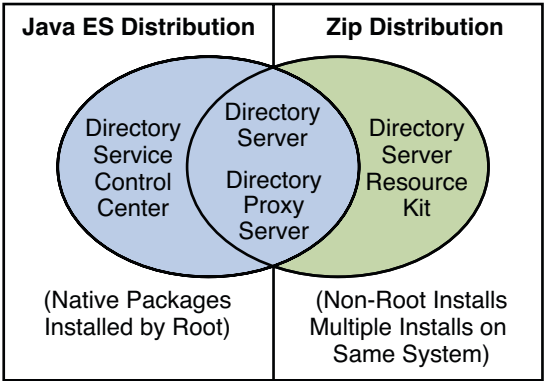 Java ES Distribution
Zip Distribution
Directory
Service
Control
Center
Directory
Server
Directory
Proxy
Server
Directory
Server
Resource
Kit
(Native Packages
Installed by Root)
(Non-Root Installs
Multiple Installs on
Same System)